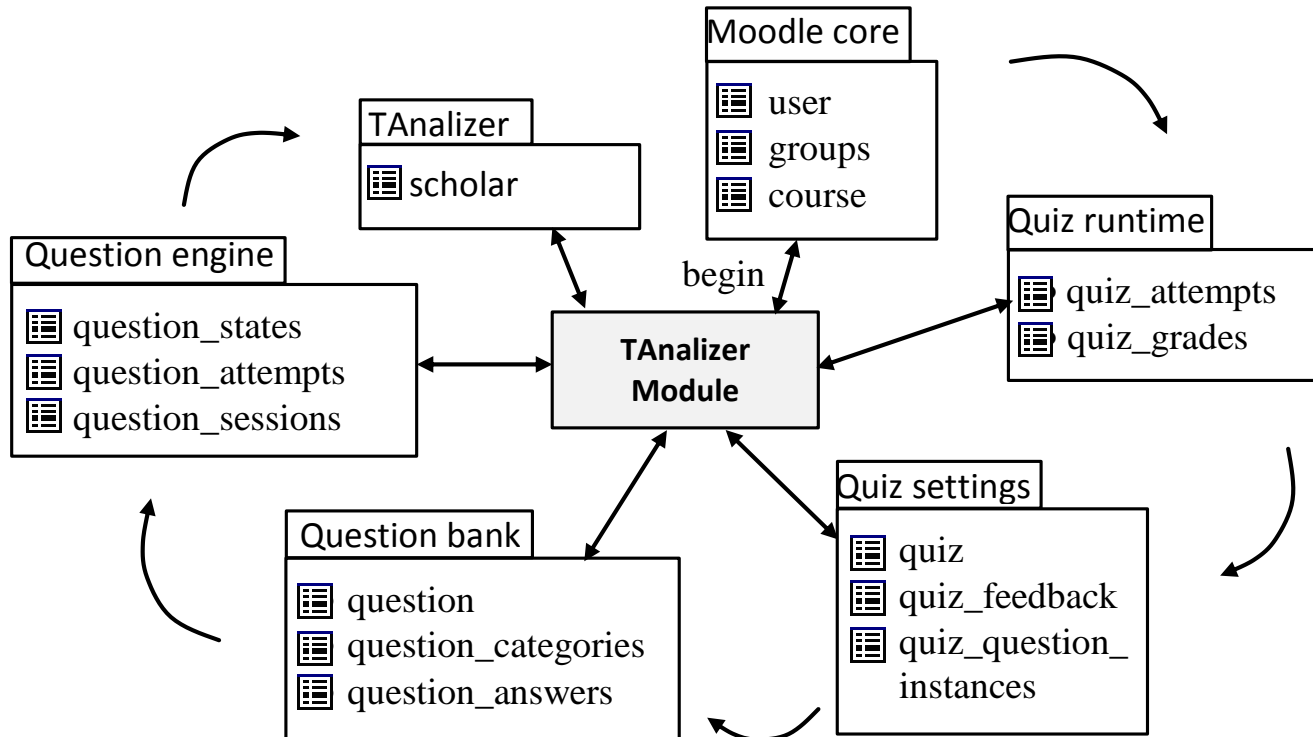 Moodle core
user
groups
course
TAnalizer
scholar
Quiz runtime
quiz_attempts
quiz_grades
Question engine
question_states
question_attempts
question_sessions
begin
TAnalizer
Module
Quiz settings
quiz
quiz_feedback
quiz_question_
instances
Question bank
question
question_categories
question_answers